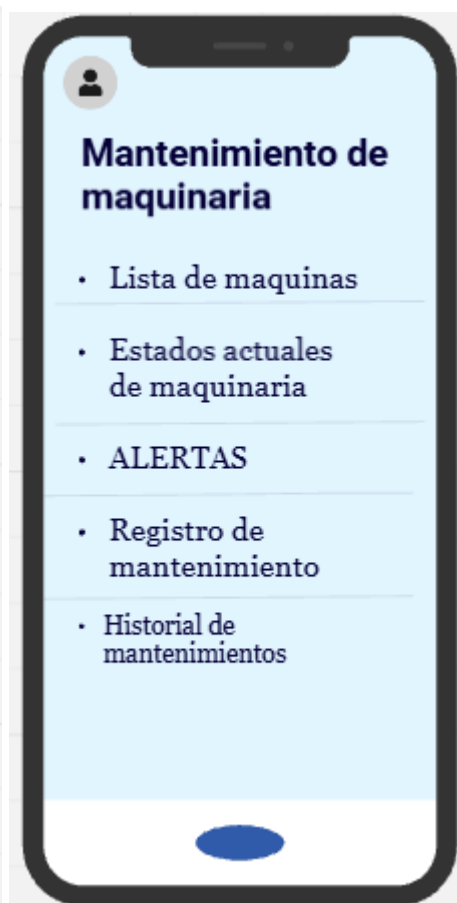 Mantenimiento de
maquinaria
· Lista de maquinas
· Estados actuales
de maquinaria
· ALERTAS
· Registro de
mantenimiento
· Historial de
mantenimientos